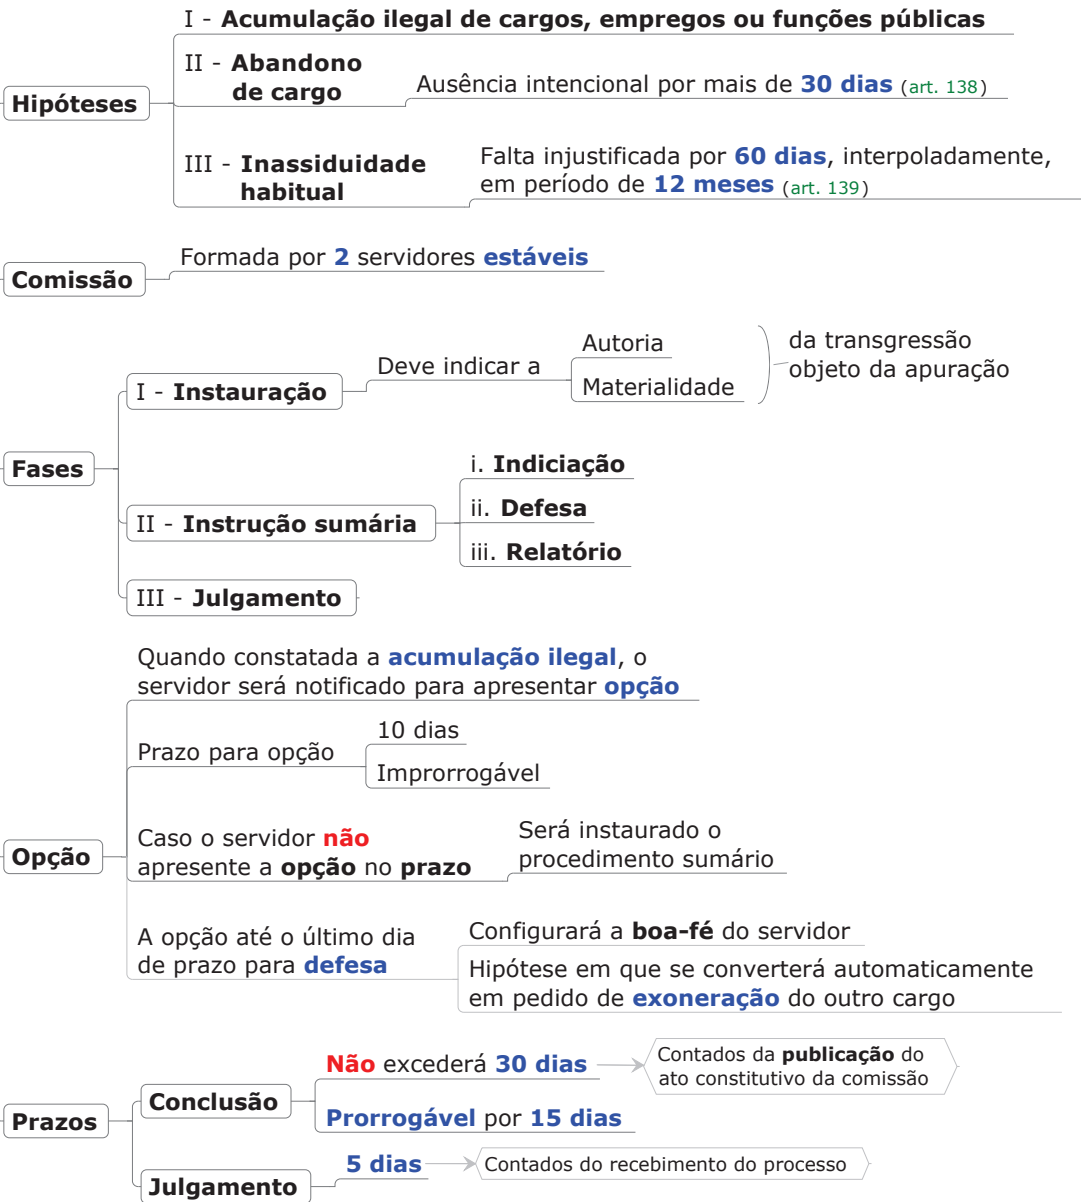 I - Acumulação ilegal de cargos, empregos ou funções públicas
Hipóteses
II - Abandono
de cargo
Ausência intencional por mais de 30 dias (art. 138)
III - Inassiduidade
habitual
Falta injustificada por 60 dias, interpoladamente,
em período de 12 meses (art. 139)
Comissão
Formada por 2 servidores estáveis
Fases
I - Instauração
Deve indicar a
Autoria
Materialidade
da transgressão
objeto da apuração
II - Instrução sumária
i. Indiciação
ii. Defesa
iii. Relatório
III - Julgamento
Opção
Quando constatada a acumulação ilegal, o
servidor será notificado para apresentar opção
Prazo para opção
10 dias
Improrrogável
Caso o servidor não
apresente a opção no prazo
Será instaurado o
procedimento sumário
A opção até o último dia
de prazo para defesa
Configurará a boa-fé do servidor
Hipótese em que se converterá automaticamente
em pedido de exoneração do outro cargo
Prazos
Conclusão
Não excederá 30 dias
Contados da publicação do
ato constitutivo da comissão
Prorrogável por 15 dias
Julgamento
5 dias
Contados do recebimento do processo